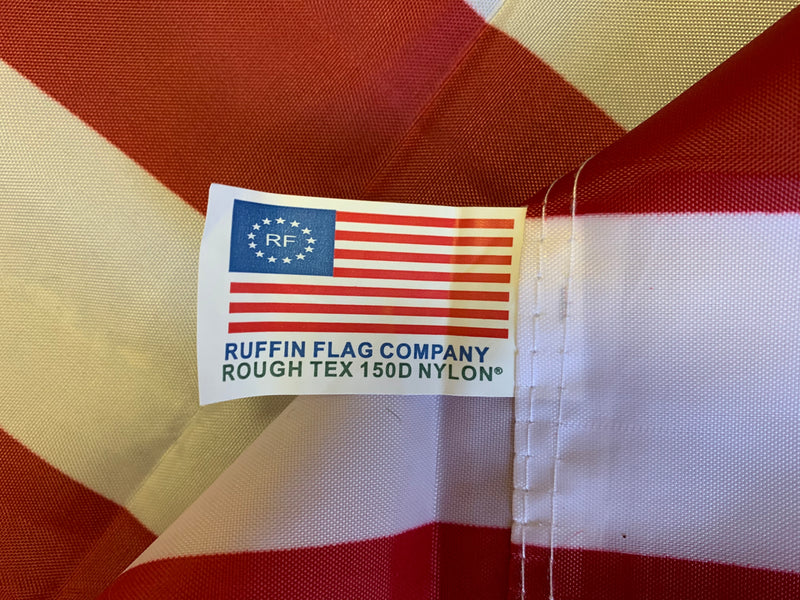 RF
RUFFIN FLAG COMPANY
ROUGH TEX 150D NYLON®